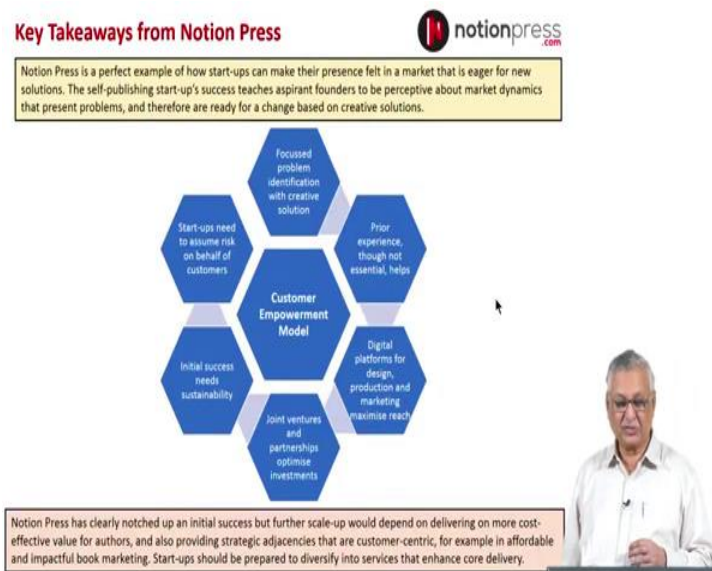 Key Takeaways from Notion Press
notionpress
.com
Notion Press is a perfect example of how start-ups can make their presence felt in a market that is eager for new
solutions. The self-publishing start-up's success teaches aspirant founders to be perceptive about market dynamics
that present problems, and therefore are ready for a change based on creative solutions.
Focussed
problem
identification
with creative
solution
Prior
experience,
though not
essential, helps
Digital
platforms for
design,
production and
marketing
maximise reach
Joint ventures
and
partnerships
optimise
investments
Initial success
needs
sustainability
Start-ups need
to assume risk
on behalf of
customers
Customer
Empowerment
Model
Notion Press has clearly notched up an initial success but further scale-up would depend on delivering on more cost-
effective value for authors, and also providing strategic adjacencies that are customer-centric, for example in affordable
and impactful book marketing. Start-ups should be prepared to diversify into services that enhance core delivery.